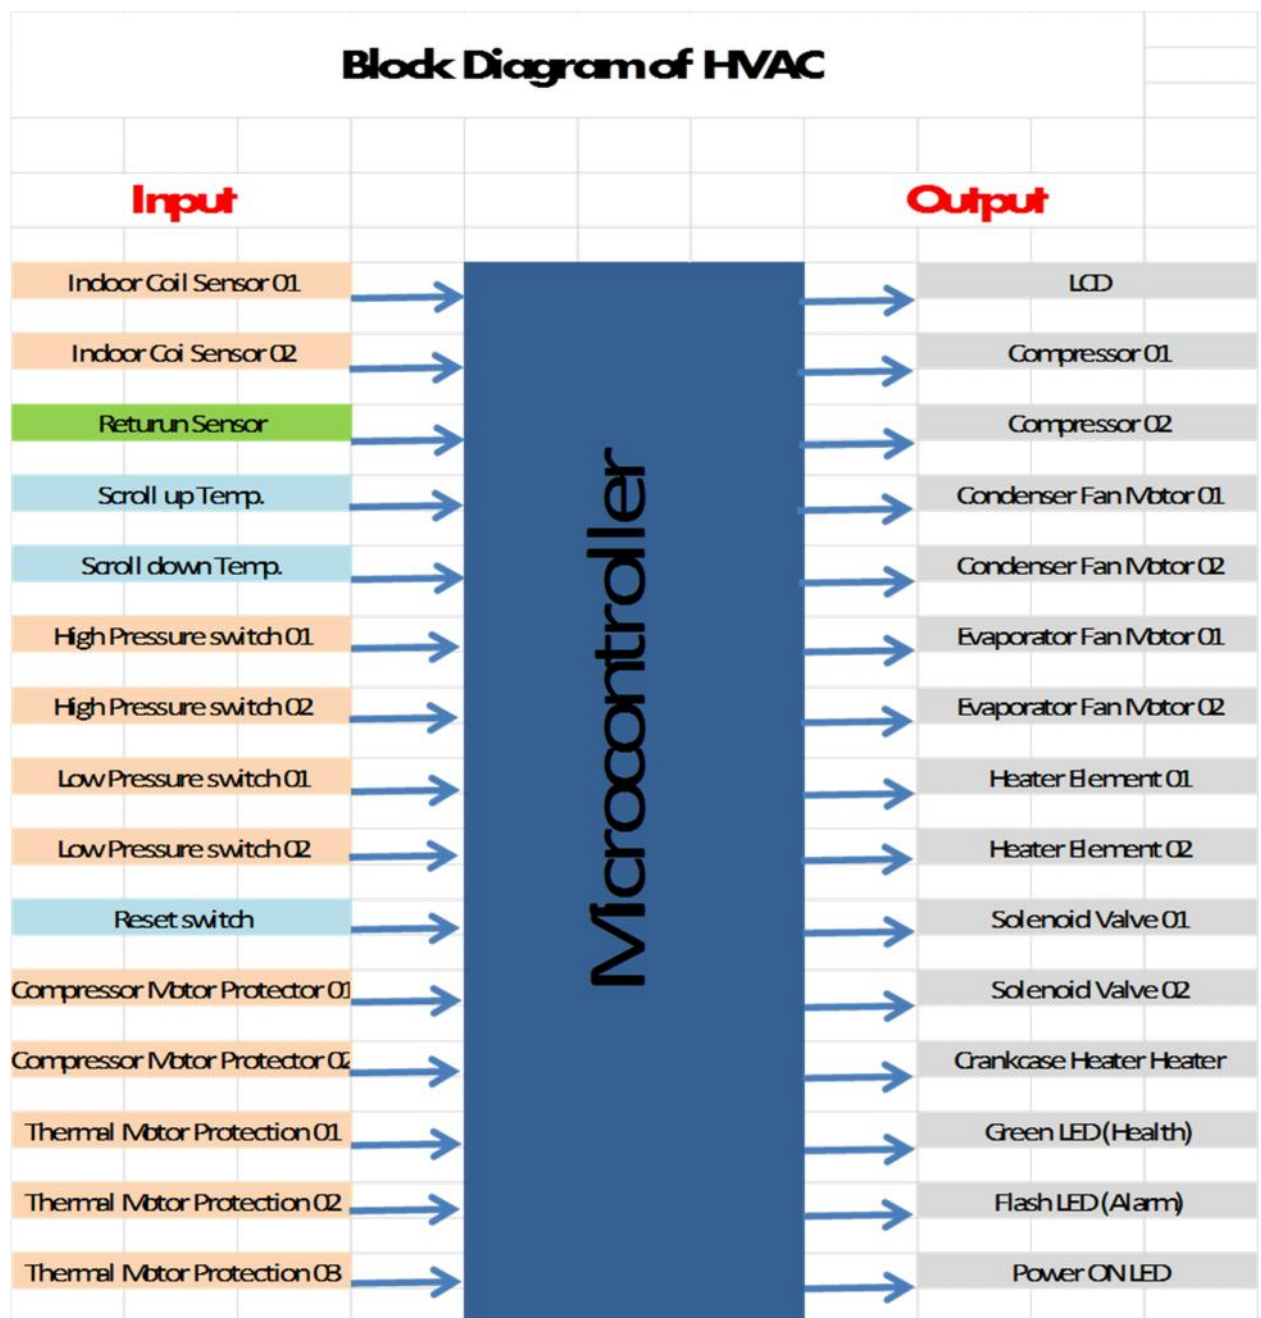 Block Diagram of HVAC
Input
Output
Indoor Coil Sensor 01
LCD
Indoor Coi Sensor 02
Compressor 01
Returun Sensor
Compressor 02
Scroll up Temp.
Condenser Fan Motor 01
Scroll down Temp.
Condenser Fan Motor 02
High Pressure switch 01
Evaporator Fan Motor 01
High Pressure switch 02
Evaporator Fan Motor 02
Low Pressure switch 01
Heater Element 01
Low Pressure switch 02
Heater Element 02
Reset switch
Solenoid Valve 01
Compressor Motor Protector 01
Solenoid Valve 02
Compressor Motor Protector 02
Crankcase Heater Heater
Thermal Motor Protection 01
Green LED (Health)
Thermal Motor Protection 02
Flash LED (Alarm)
Thermal Motor Protection 03
Power ON LED
Microcontroller